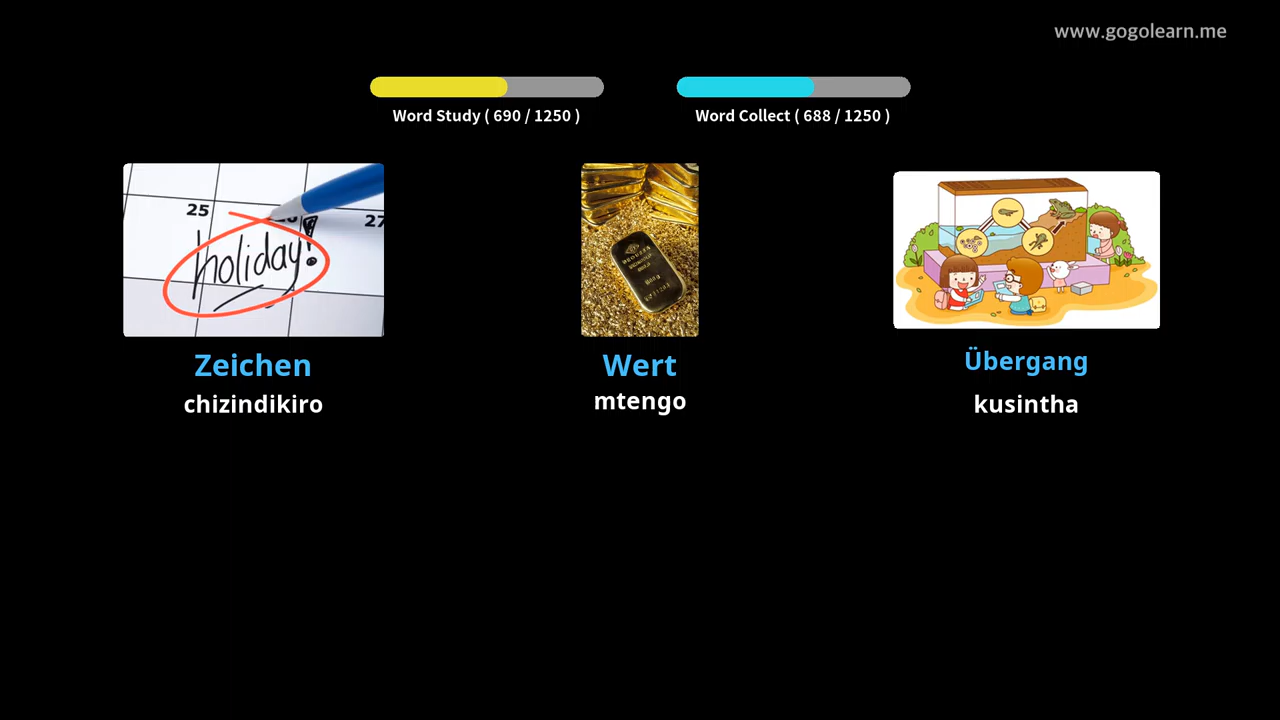 www.gogolearn.me
Word Study ( 690 / 1250 )
Word Collect ( 688 / 1250 )
25
27
holiday!
Zeichen
Wert
Übergang
chizindikiro
mtengo
kusintha